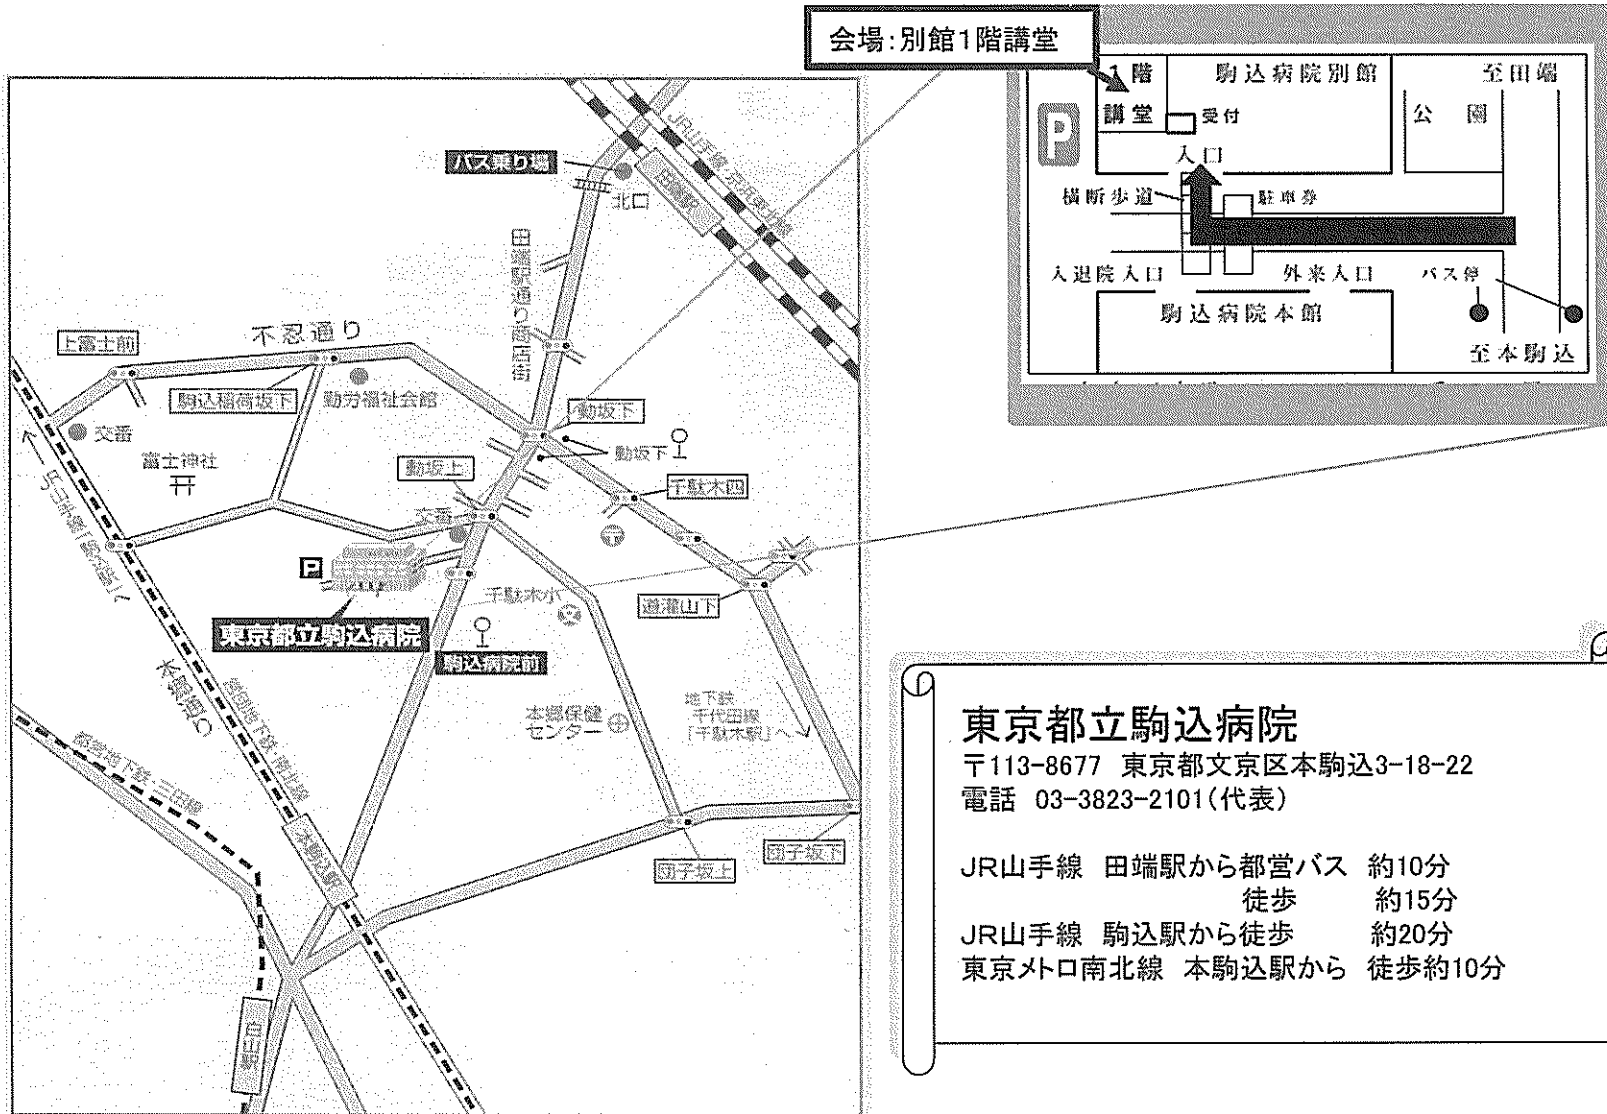 会場:別館1階講堂
1階
講堂
駒込病院別館
至田端
P
受付
公園
入口
横断歩道
駐車券
入退院入口
外来入口
バス停
駒込病院本館
至本駒込
JR山手線・京浜東北線
バス乗り場
田端駅
北口
田端駅通り商店街
不忍通り
上富士前
駒込稲荷坂下
勤労福祉会館
交番
富士神社
動坂下
動坂下
動坂上
千駄木四
交番
P
JR山手線「駒込駅」へ
千駄木小
道灌山下
東京都立駒込病院
駒込病院前
本郷通り
営団地下鉄・南北線
本郷保健
センター
地下鉄
千代田線
「千駄木駅」へ
都営地下鉄・三田線
本駒込駅
団子坂上
団子坂下
白山駅
東京都立駒込病院
〒113-8677 東京都文京区本駒込3-18-22
電話 03-3823-2101(代表)
JR山手線 田端駅から都営バス 約10分
徒歩 約15分
JR山手線 駒込駅から徒歩 約20分
東京メトロ南北線 本駒込駅から 徒歩約10分